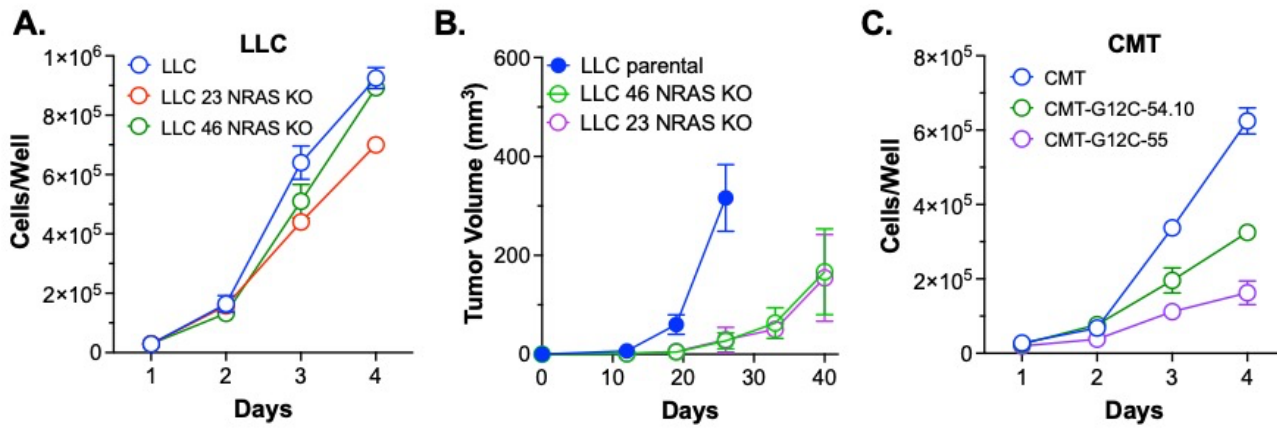 A.
LLC
1×10⁶
8×10⁵
6×10⁵
4×10⁵
2×10⁵
0
Cells/Well
LLC
LLC 23 NRAS KO
LLC 46 NRAS KO
1 2 3 4
Days
B.
600
400
200
0
Tumor Volume (mm³)
LLC parental
LLC 46 NRAS KO
LLC 23 NRAS KO
0 10 20 30 40
Days
C.
CMT
8×10⁵
6×10⁵
4×10⁵
2×10⁵
0
Cells/Well
CMT
CMT-G12C-54.10
CMT-G12C-55
1 2 3 4
Days